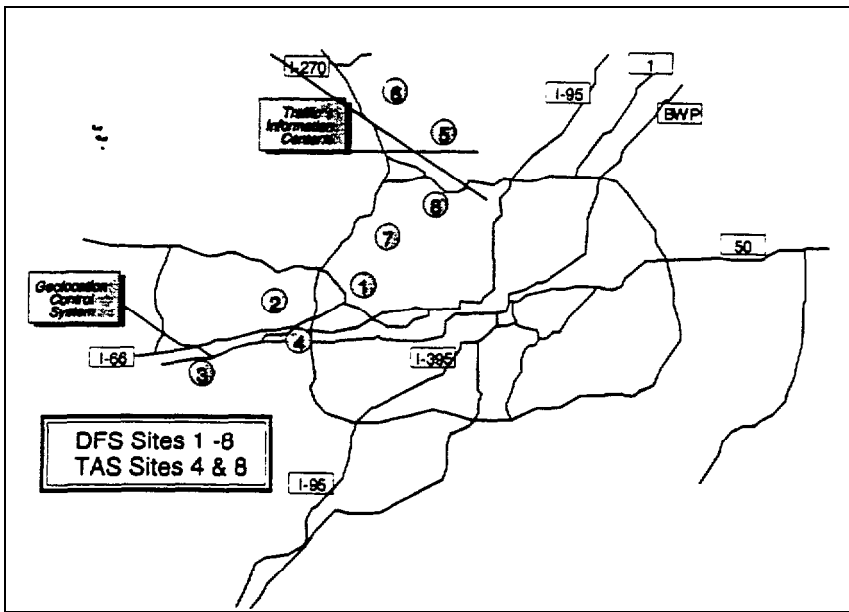 I-270
1
I-95
BWP
6
5
Traffic
Information
8
7
50
Geolocation
Control
System
1
2
4
3
I-66
I-395
DFS Sites 1 -8
TAS Sites 4 & 8
I-95